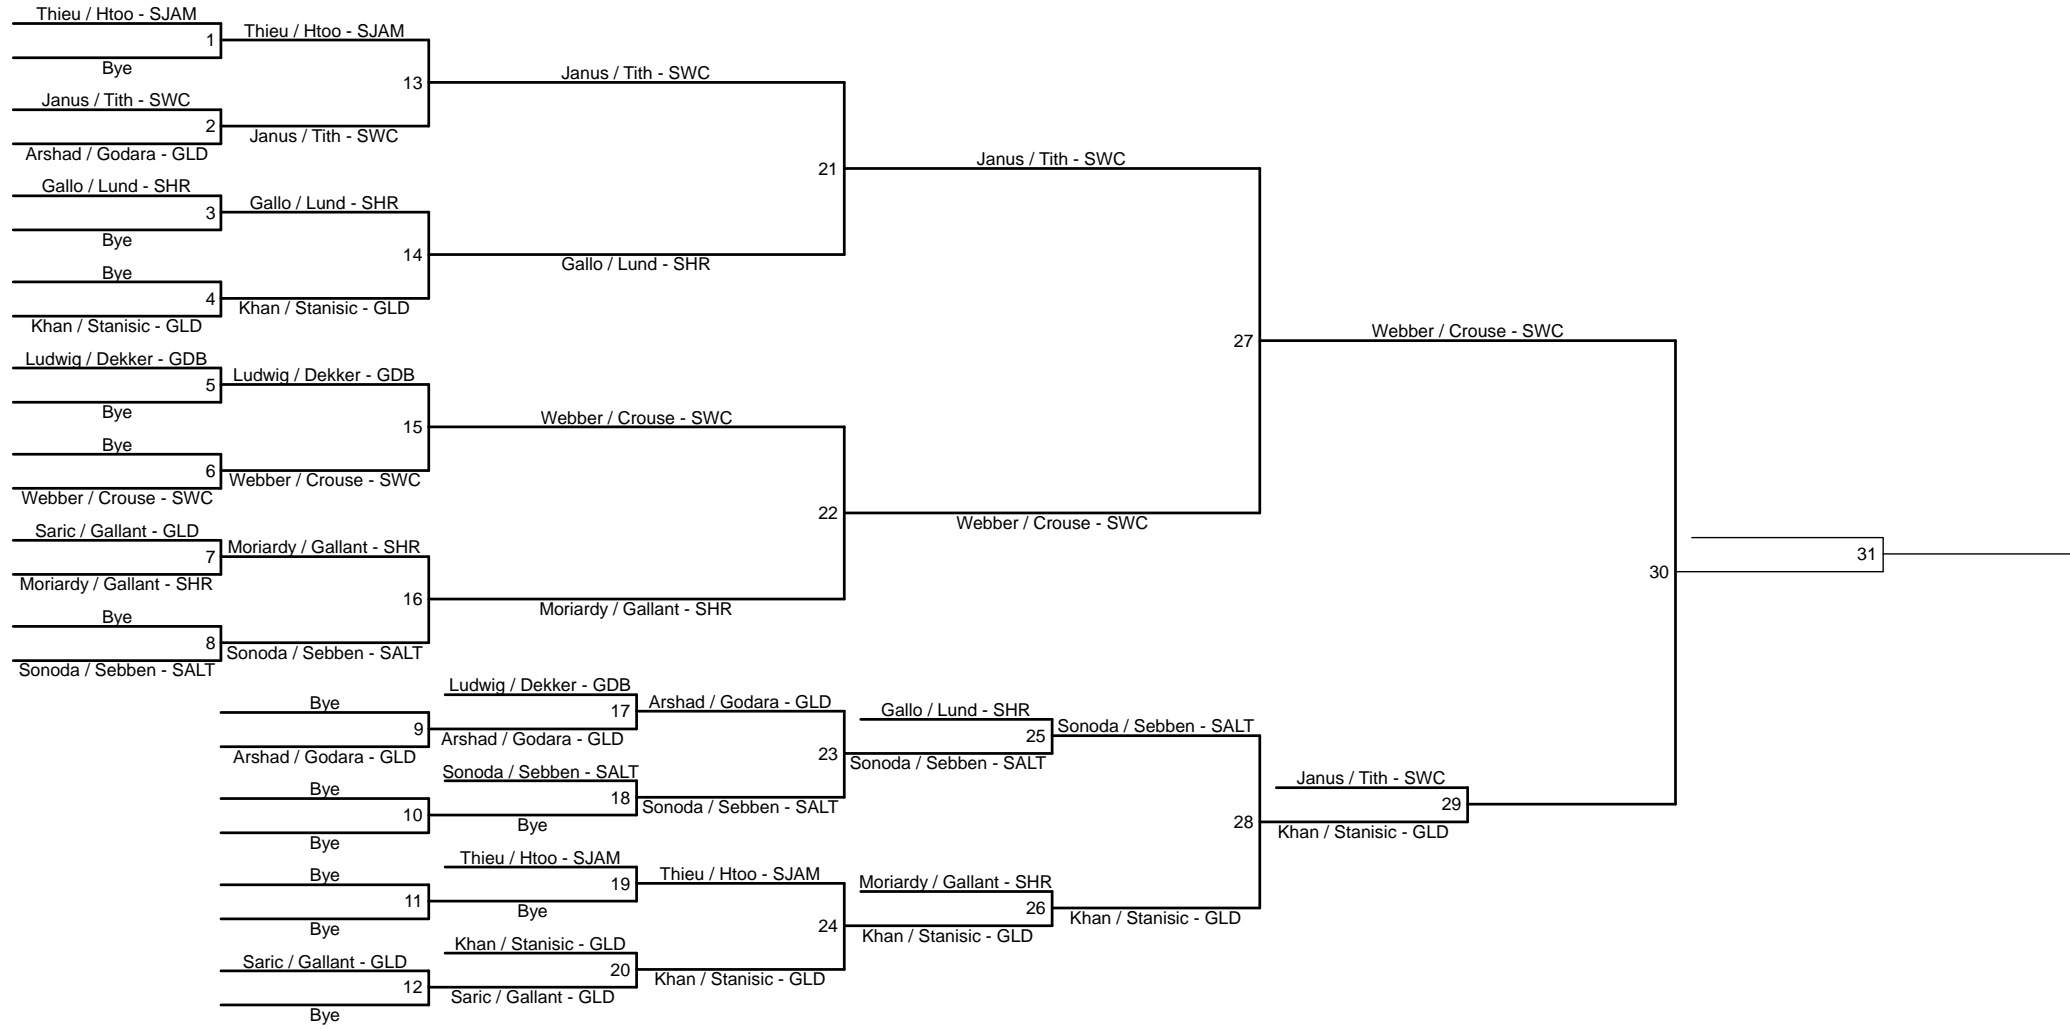 Thieu / Htoo - SJAM
1
Bye
Thieu / Htoo - SJAM
13
Janus / Tith - SWC
2
Arshad / Godara - GLD
Janus / Tith - SWC
Janus / Tith - SWC
21
Gallo / Lund - SHR
3
Bye
Gallo / Lund - SHR
14
Bye
4
Khan / Stanisic - GLD
Khan / Stanisic - GLD
Gallo / Lund - SHR
Janus / Tith - SWC
27
Ludwig / Dekker - GDB
5
Bye
Ludwig / Dekker - GDB
15
Bye
6
Webber / Crouse - SWC
Webber / Crouse - SWC
Webber / Crouse - SWC
22
Saric / Gallant - GLD
7
Moriardy / Gallant - SHR
Moriardy / Gallant - SHR
16
Bye
8
Sonoda / Sebben - SALT
Sonoda / Sebben - SALT
Moriardy / Gallant - SHR
Webber / Crouse - SWC
Webber / Crouse - SWC
30
31
Bye
9
Arshad / Godara - GLD
Ludwig / Dekker - GDB
17
Arshad / Godara - GLD
Arshad / Godara - GLD
23
Bye
10
Bye
Sonoda / Sebben - SALT
18
Bye
Sonoda / Sebben - SALT
Gallo / Lund - SHR
25
Sonoda / Sebben - SALT
Sonoda / Sebben - SALT
28
Bye
11
Bye
Thieu / Htoo - SJAM
19
Bye
Thieu / Htoo - SJAM
24
Saric / Gallant - GLD
12
Bye
Khan / Stanisic - GLD
20
Saric / Gallant - GLD
Khan / Stanisic - GLD
Moriardy / Gallant - SHR
26
Khan / Stanisic - GLD
Khan / Stanisic - GLD
Janus / Tith - SWC
29
Khan / Stanisic - GLD